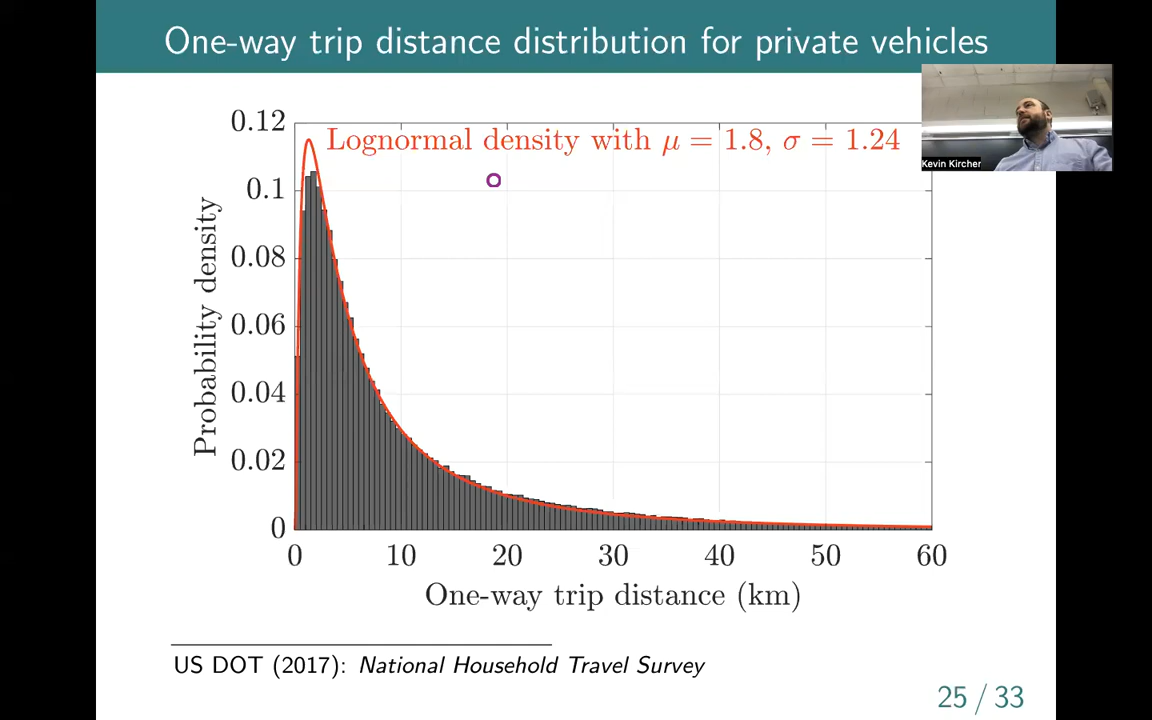 One-way trip distance distribution for private vehicles
Kevin Kircher
Lognormal density with μ = 1.8, σ = 1.24
0.12
0.1
0.08
0.06
0.04
0.02
0
Probability density
0 10 20 30 40 50 60
One-way trip distance (km)
US DOT (2017): National Household Travel Survey
25 / 33